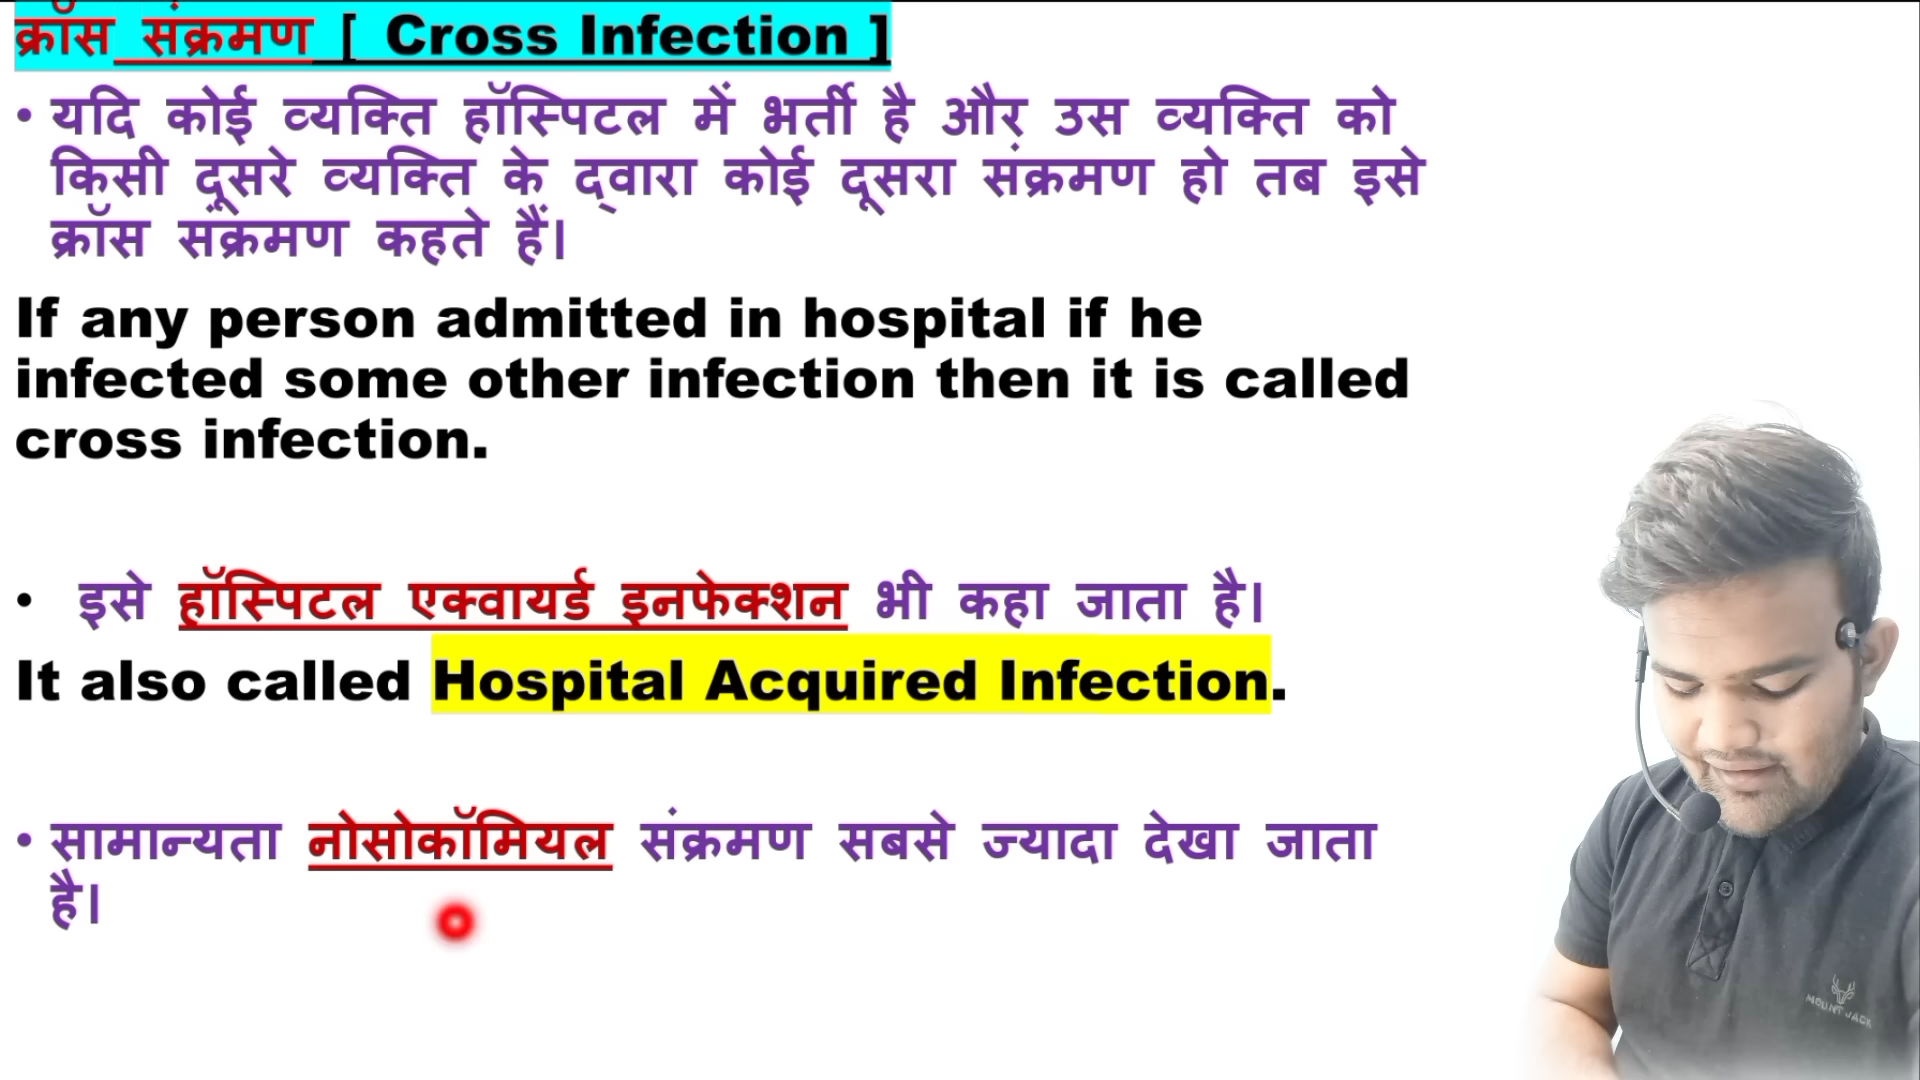 क्रॉस संक्रमण [ Cross Infection ]
• यदि कोई व्यक्ति हॉस्पिटल में भर्ती है और उस व्यक्ति को
किसी दूसरे व्यक्ति के द्वारा कोई दूसरा संक्रमण हो तब इसे
क्रॉस संक्रमण कहते हैं।
If any person admitted in hospital if he
infected some other infection then it is called
cross infection.
• इसे हॉस्पिटल एक्वायर्ड इनफेक्शन भी कहा जाता है।
It also called Hospital Acquired Infection.
• सामान्यता नोसोकॉमियल संक्रमण सबसे ज्यादा देखा जाता
है।
MOUNT JACK